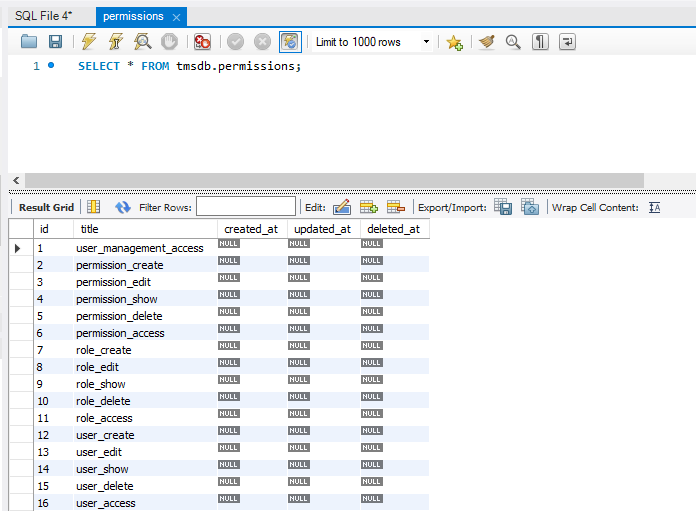 SQL File 4* permissions
Limit to 1000 rows
1 SELECT * FROM tmsdb.permissions;
Result Grid Filter Rows: Edit: Export/Import: Wrap Cell Content:
id title created_at updated_at deleted_at
1 user_management_access NULL NULL NULL
2 permission_create NULL NULL NULL
3 permission_edit NULL NULL NULL
4 permission_show NULL NULL NULL
5 permission_delete NULL NULL NULL
6 permission_access NULL NULL NULL
7 role_create NULL NULL NULL
8 role_edit NULL NULL NULL
9 role_show NULL NULL NULL
10 role_delete NULL NULL NULL
11 role_access NULL NULL NULL
12 user_create NULL NULL NULL
13 user_edit NULL NULL NULL
14 user_show NULL NULL NULL
15 user_delete NULL NULL NULL
16 user_access NULL NULL NULL